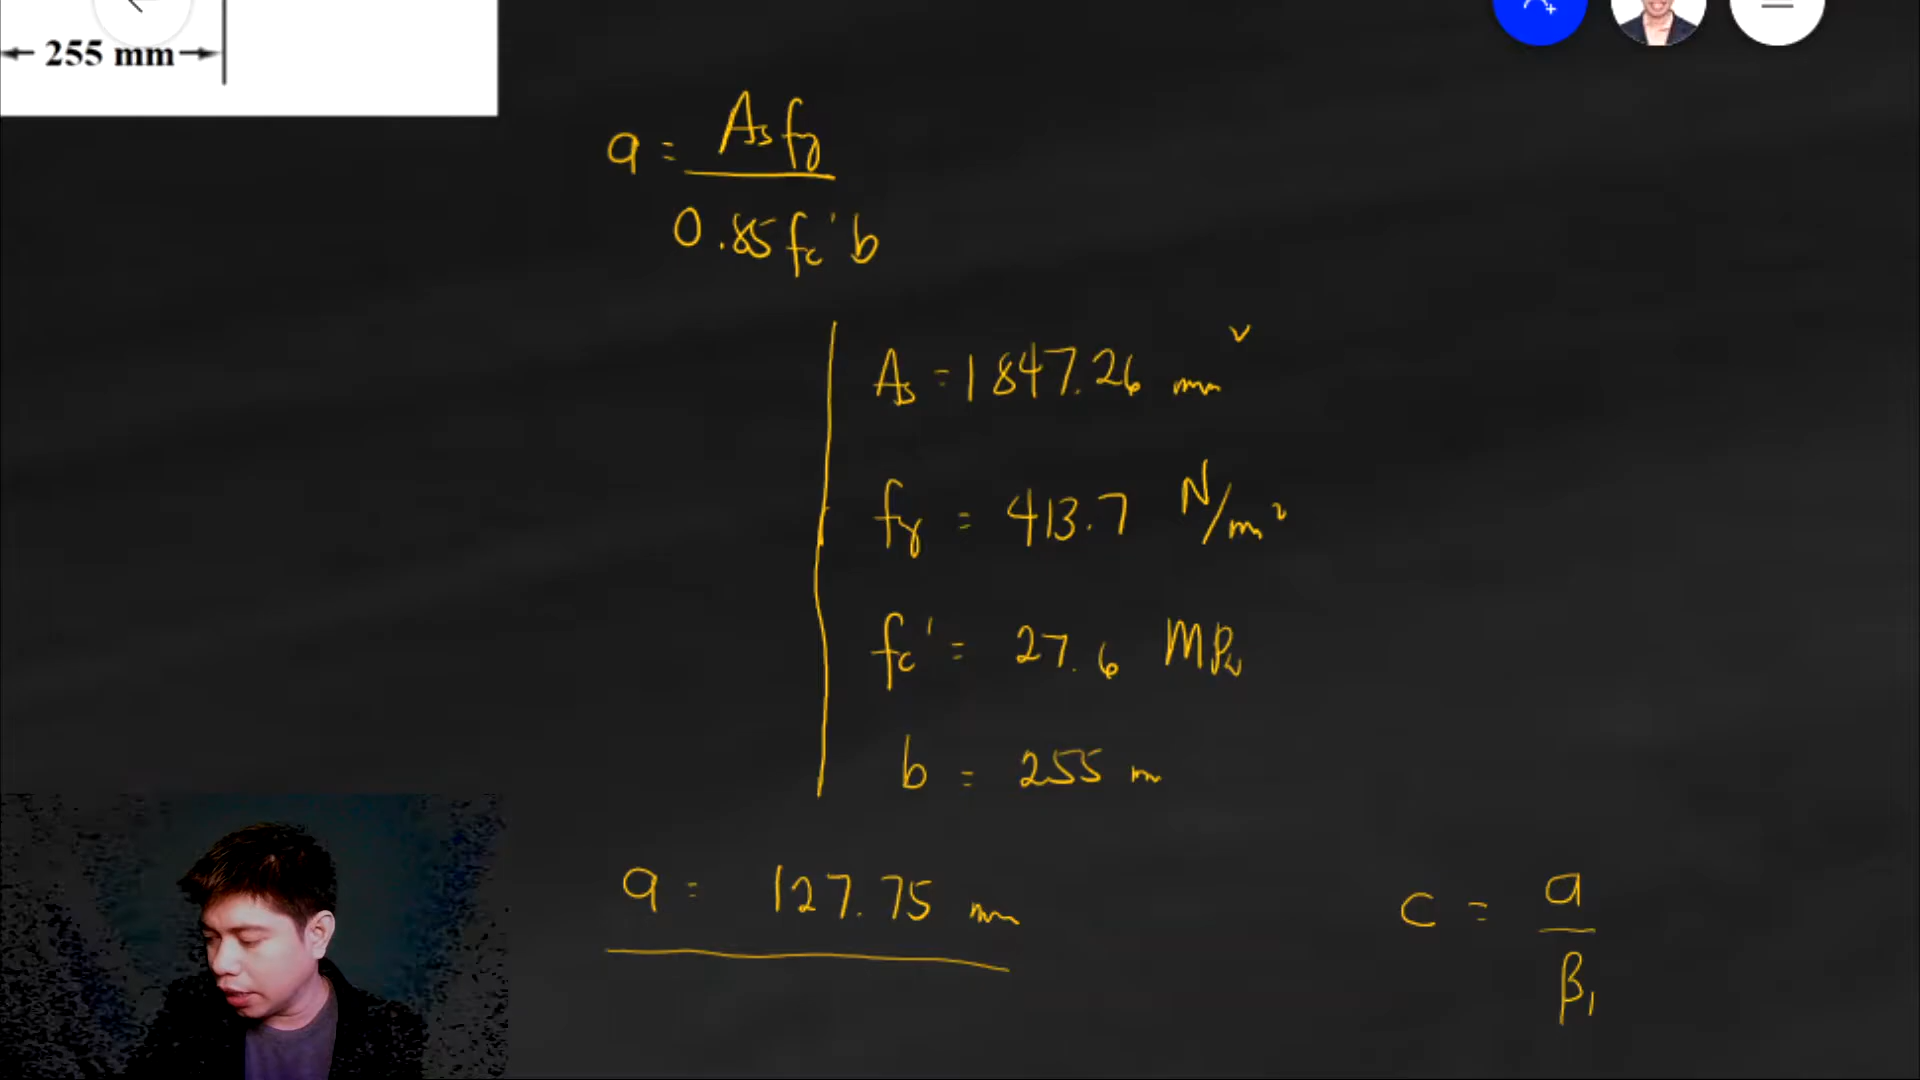 255 mm
a = As fy
0.85 fc' b
As = 1847.26 mm²
fy = 413.7 N/mm²
fc' = 27.6 MPa
b = 255 mm
a = 127.75 mm
c = a
β1